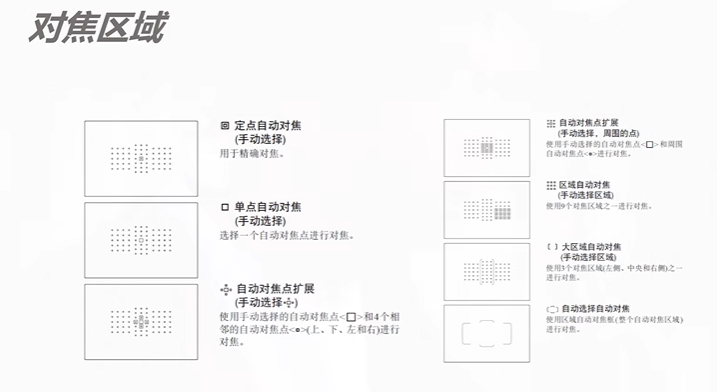 对焦区域
定点自动对焦
(手动选择)
用于精确对焦。
单点自动对焦
(手动选择)
选择一个自动对焦点进行对焦。
自动对焦点扩展
(手动选择)
使用手动选择的自动对焦点<□>和4个相
邻的自动对焦点<▫>(上、下、左和右)进行
对焦。
自动对焦点扩展
(手动选择，周围的点)
使用手动选择的自动对焦点<□>和周围
自动对焦点<▫>进行对焦。
区域自动对焦
(手动选择区域)
使用9个对焦区域之一进行对焦。
大区域自动对焦
(手动选择区域)
使用3个对焦区域(左侧、中央和右侧)之一
进行对焦。
自动选择自动对焦
使用区域自动对焦框(整个自动对焦区域)
进行对焦。